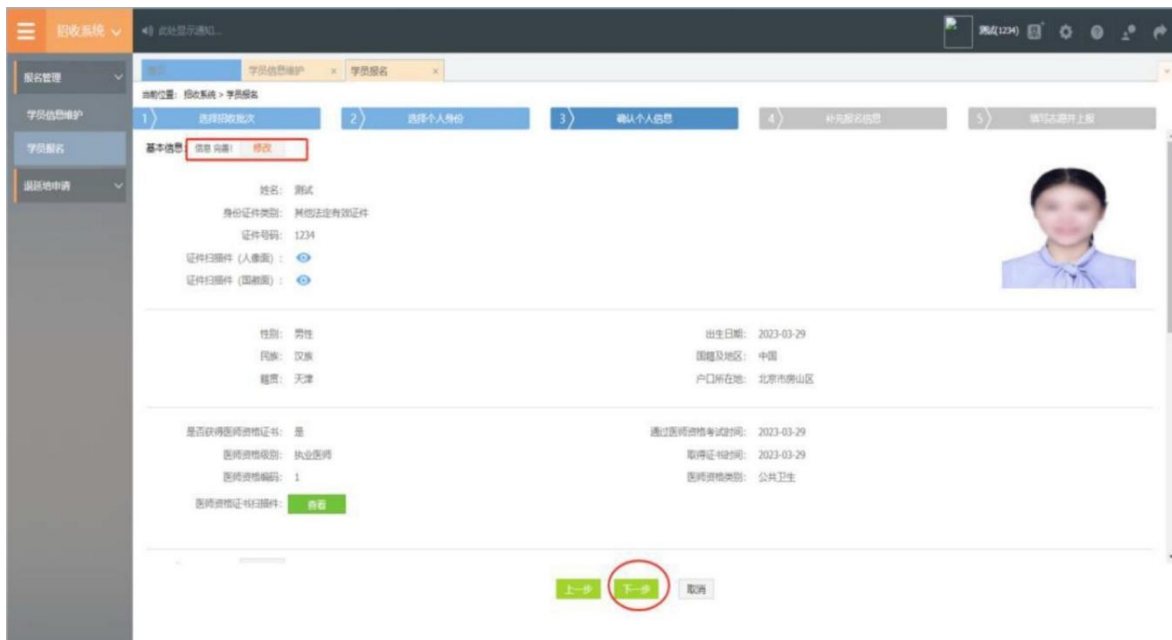 招收系统
此处显示通知...
测试(1234)
报名管理
学员信息维护
学员报名
退延地申请
首页
学员信息维护 ×
学员报名 ×
当前位置: 招收系统 > 学员报名
1 选择招收批次
2 选择个人身份
3 确认个人信息
4 补充报名信息
5 填写志愿并上报
基本信息: 信息 完善! 修改
姓名: 测试
身份证件类别: 其他法定有效证件
证件号码: 1234
证件扫描件 (人像面) :
证件扫描件 (国徽面) :
性别: 男性
出生日期: 2023-03-29
民族: 汉族
国籍及地区: 中国
籍贯: 天津
户口所在地: 北京市房山区
是否获得医师资格证书: 是
通过医师资格考试时间: 2023-03-29
医师资格级别: 执业医师
取得证书时间: 2023-03-29
医师资格编码: 1
医师资格类别: 公共卫生
医师资格证书扫描件: 查看
上一步
下一步
取消